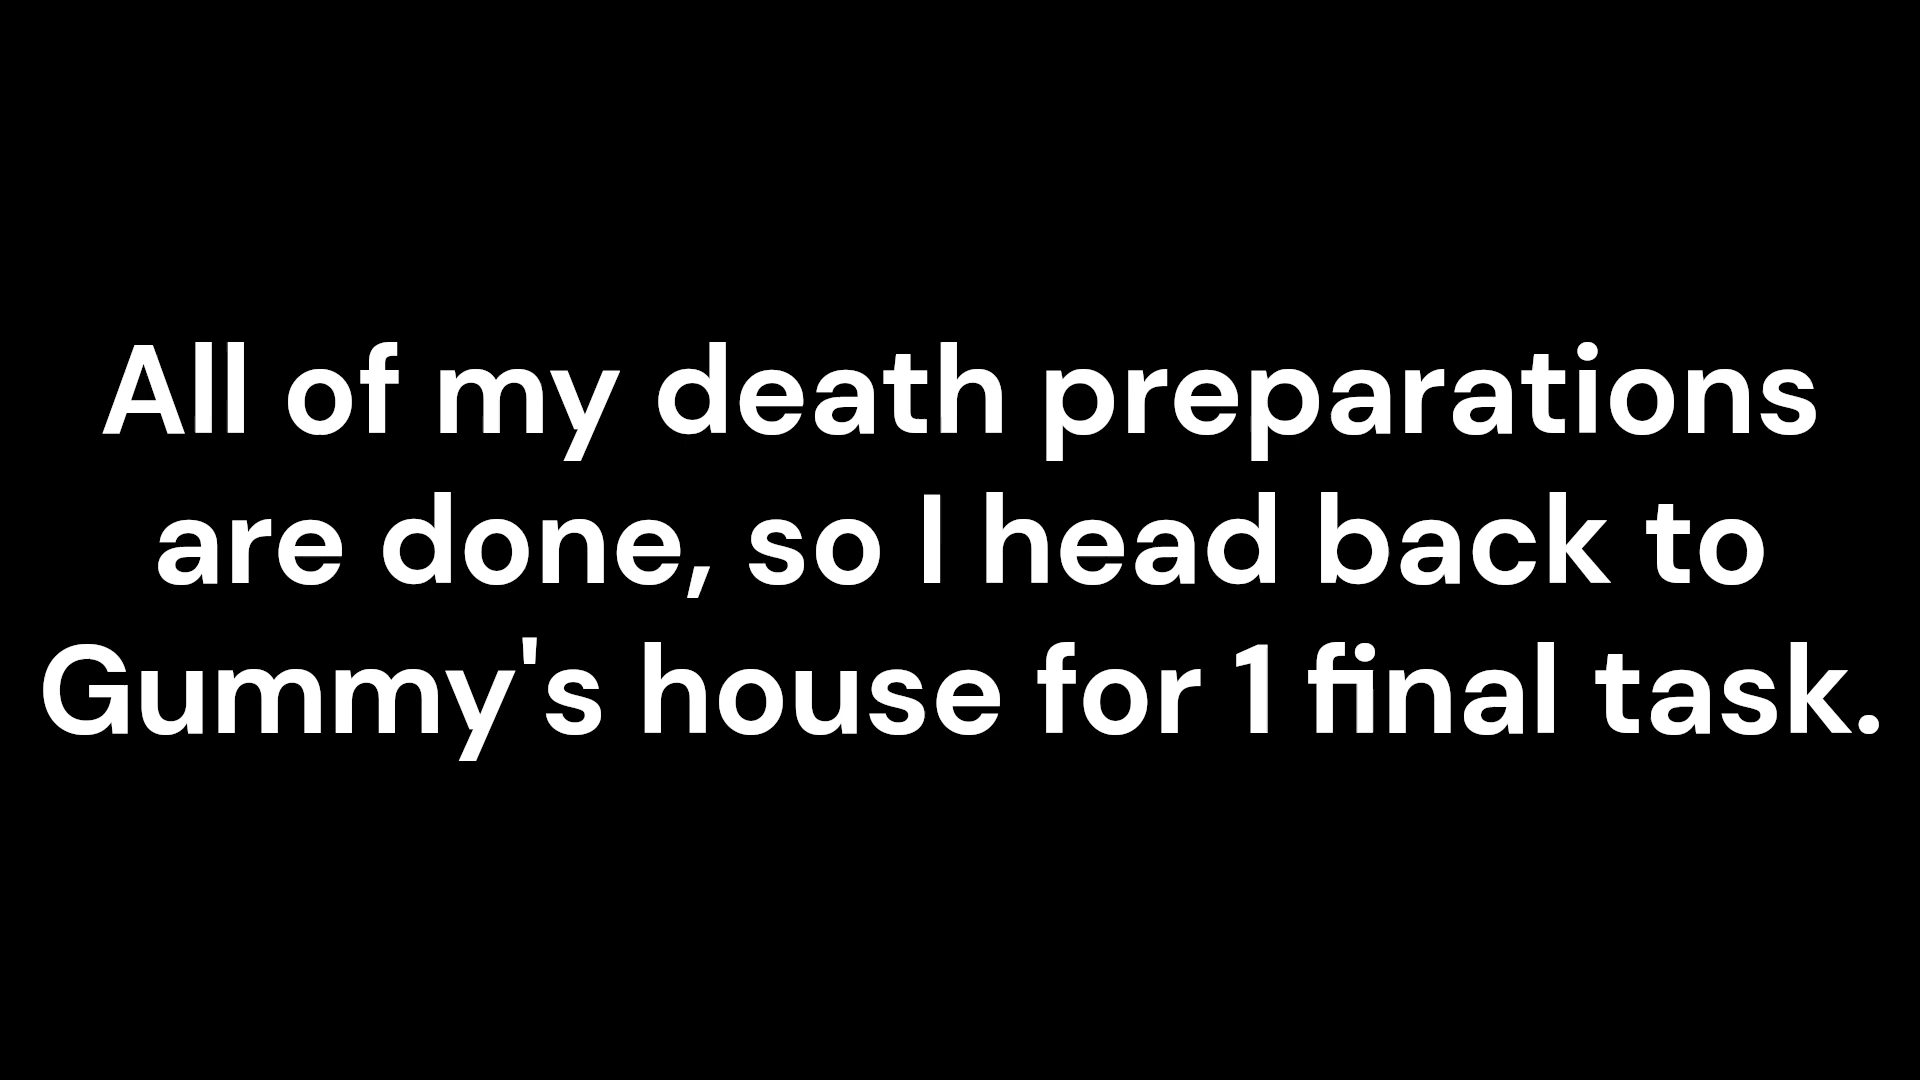 All of my death preparations
are done, so I head back to
Gummy's house for 1 final task.